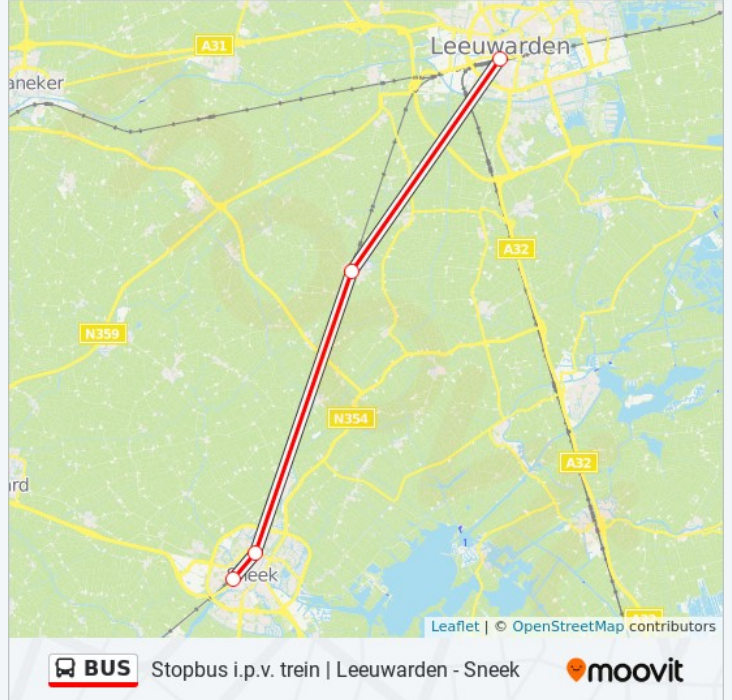 Leeuwarden
A31
aneker
A32
N359
N354
A32
rd
Sneek
Leaflet | © OpenStreetMap contributors
BUS Stopbus i.p.v. trein | Leeuwarden - Sneek moovit